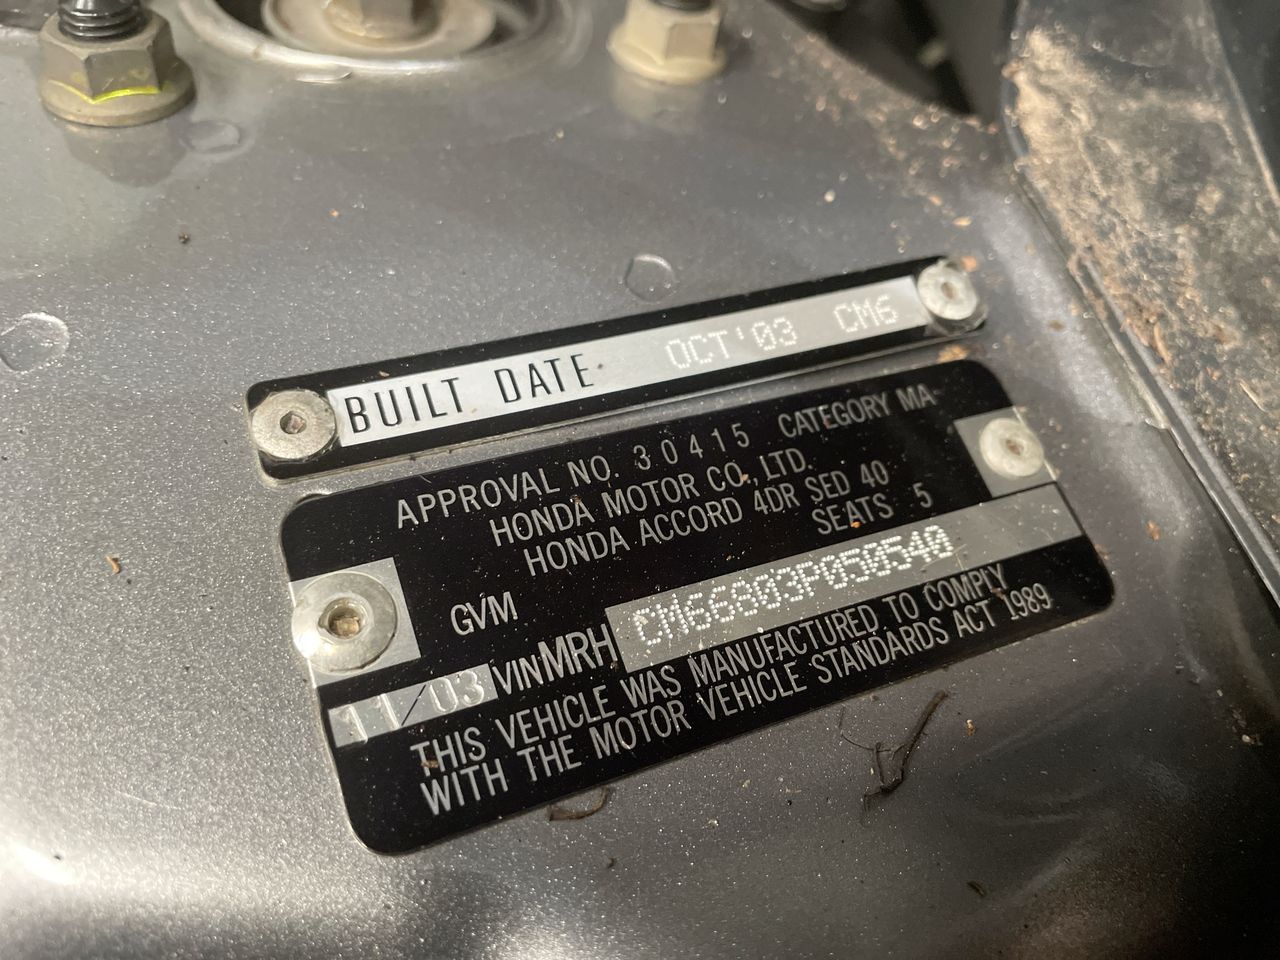 BUILT DATE OCT'03 CM6
APPROVAL NO. 30415 CATEGORY MA-
HONDA MOTOR CO., LTD.
HONDA ACCORD 4DR SED 40
SEATS 5
GVM
11/03 VIN MRH CM66803P050540
THIS VEHICLE WAS MANUFACTURED TO COMPLY
WITH THE MOTOR VEHICLE STANDARDS ACT 1989